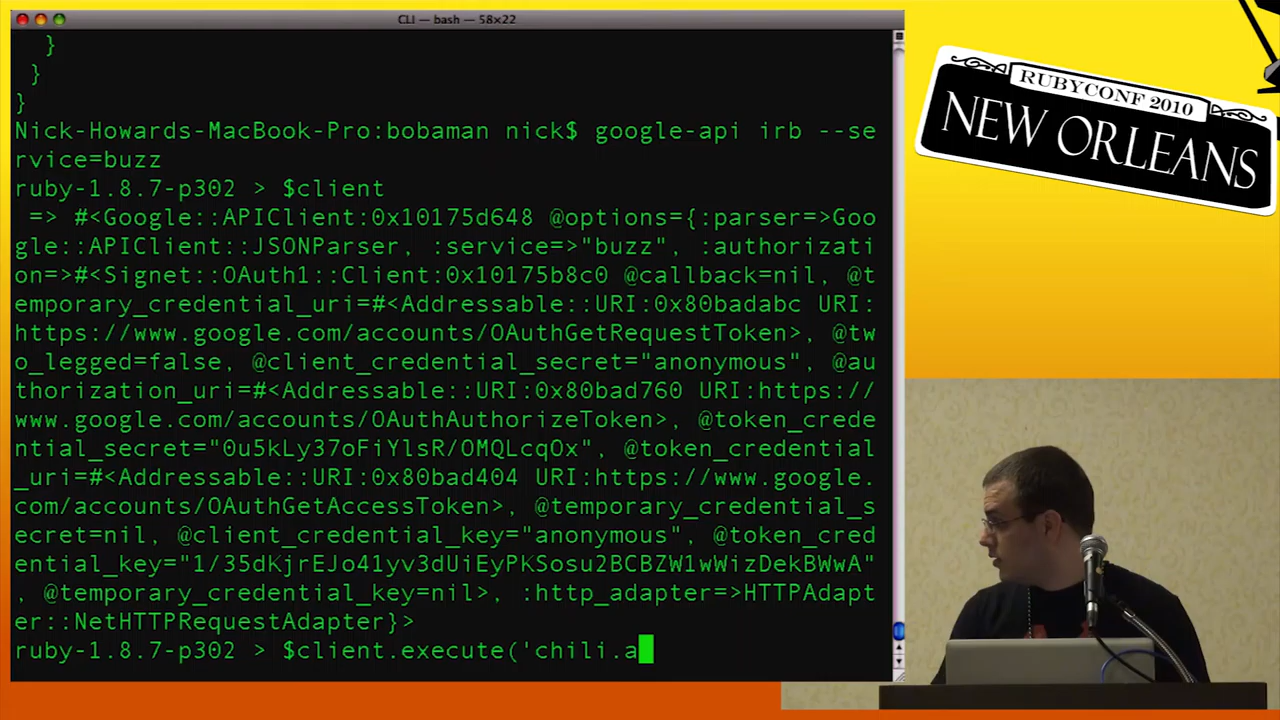 CLI — bash — 58×22
}
}
}
Nick-Howards-MacBook-Pro:bobaman nick$ google-api irb --se
rvice=buzz
ruby-1.8.7-p302 > $client
=> #<Google::APIClient:0x10175d648 @options={:parser=>Goo
gle::APIClient::JSONParser, :service=>"buzz", :authorizati
on=>#<Signet::OAuth1::Client:0x10175b8c0 @callback=nil, @t
emporary_credential_uri=#<Addressable::URI:0x80badabc URI:
https://www.google.com/accounts/OAuthGetRequestToken>, @tw
o_legged=false, @client_credential_secret="anonymous", @au
thorization_uri=#<Addressable::URI:0x80bad760 URI:https://
www.google.com/accounts/OAuthAuthorizeToken>, @token_crede
ntial_secret="0u5kLy37oFiYlsR/OMQLcqOx", @token_credential
_uri=#<Addressable::URI:0x80bad404 URI:https://www.google.
com/accounts/OAuthGetAccessToken>, @temporary_credential_s
ecret=nil, @client_credential_key="anonymous", @token_cred
ential_key="1/35dKjrEJo41yv3dUiEyPKSosu2BCBZW1wWizDekBWwA"
, @temporary_credential_key=nil>, :http_adapter=>HTTPAdapt
er::NetHTTPRequestAdapter}>
ruby-1.8.7-p302 > $client.execute('chili.a
RUBYCONF 2010
NEW ORLEANS